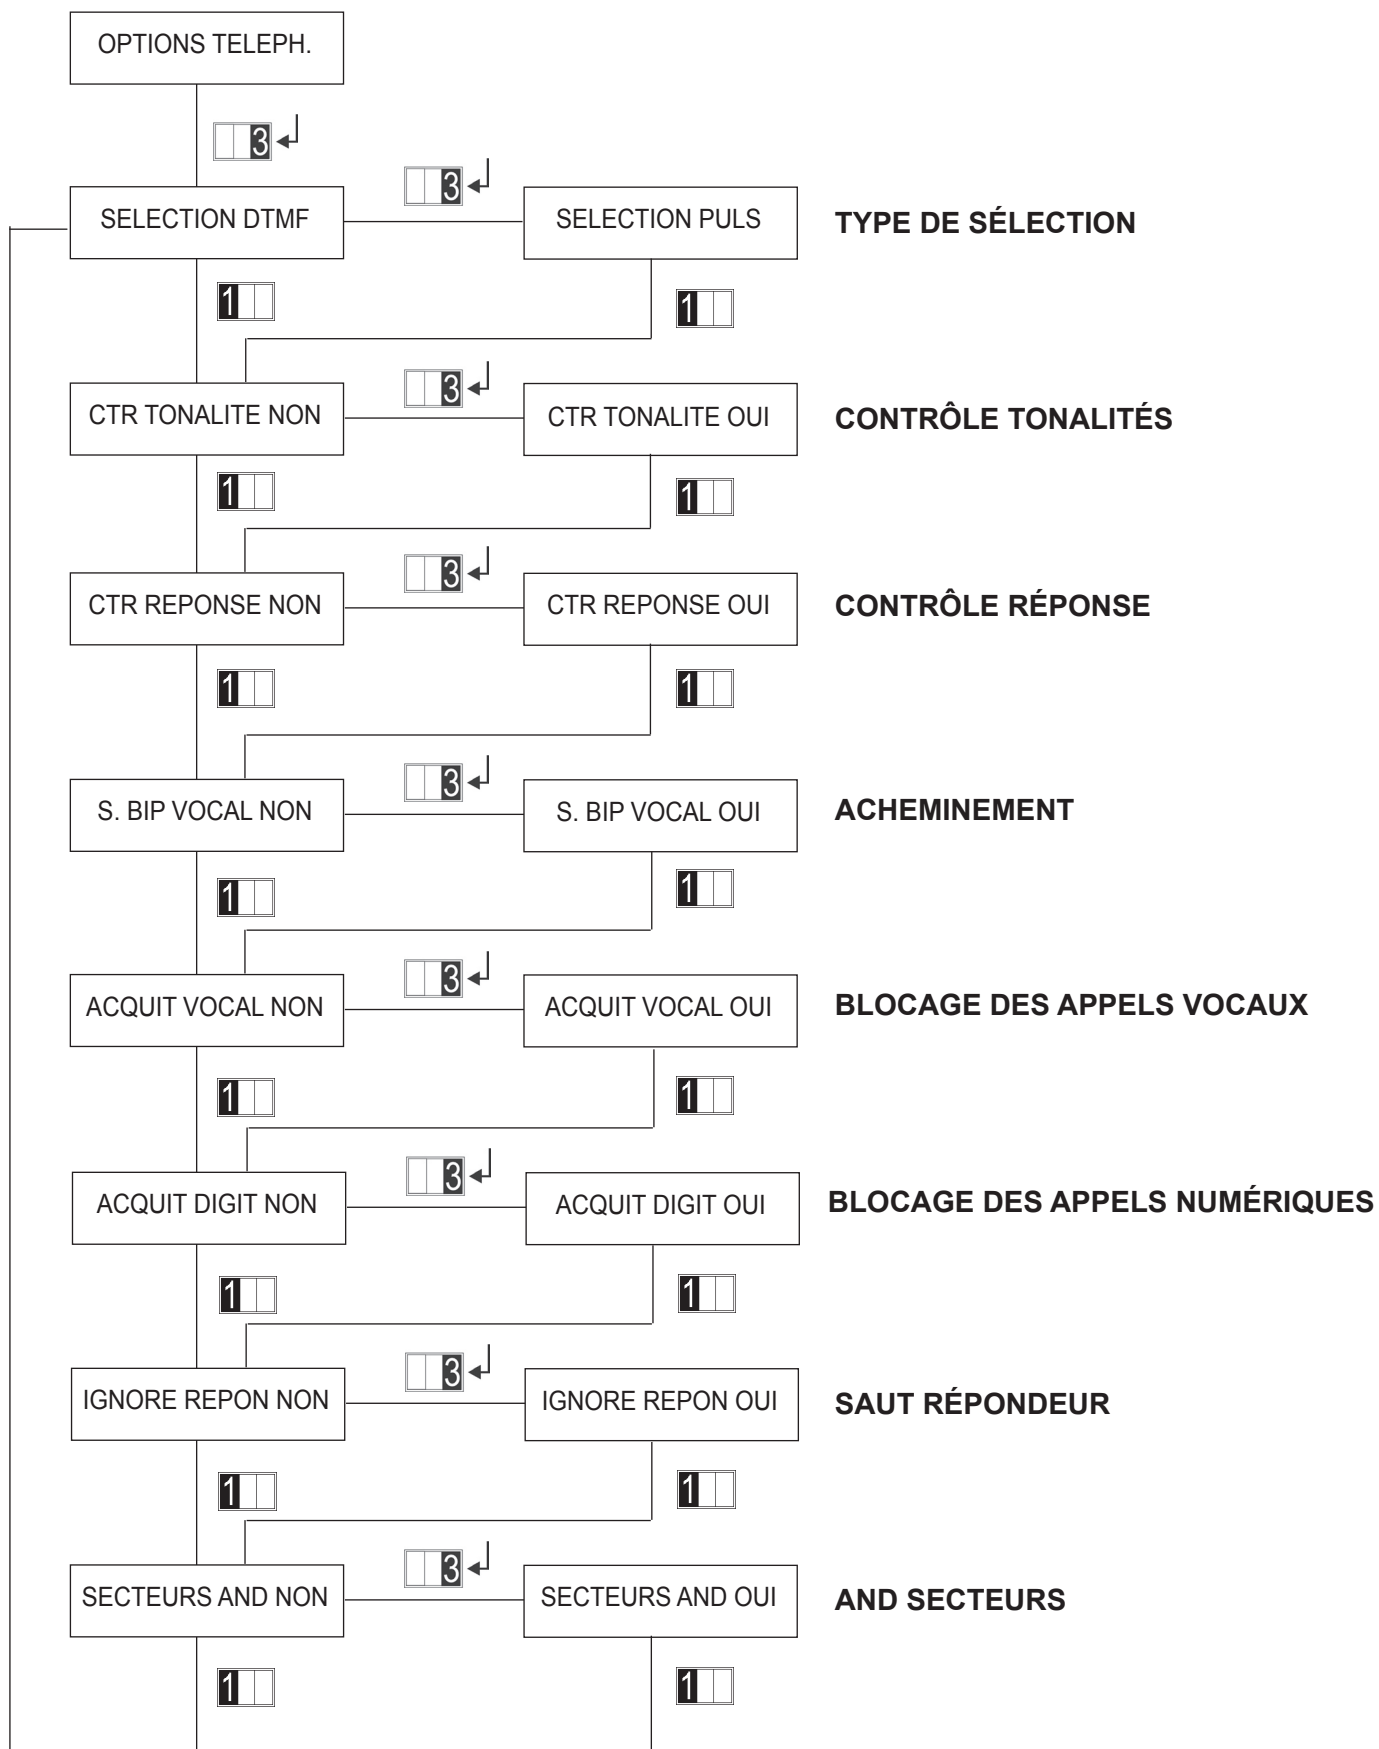 OPTIONS TELEPH.
3
3
SELECTION DTMF
SELECTION PULS
TYPE DE SÉLECTION
1
1
3
CTR TONALITE NON
CTR TONALITE OUI
CONTRÔLE TONALITÉS
1
1
3
CTR REPONSE NON
CTR REPONSE OUI
CONTRÔLE RÉPONSE
1
1
3
S. BIP VOCAL NON
S. BIP VOCAL OUI
ACHEMINEMENT
1
1
3
ACQUIT VOCAL NON
ACQUIT VOCAL OUI
BLOCAGE DES APPELS VOCAUX
1
1
3
ACQUIT DIGIT NON
ACQUIT DIGIT OUI
BLOCAGE DES APPELS NUMÉRIQUES
1
1
3
IGNORE REPON NON
IGNORE REPON OUI
SAUT RÉPONDEUR
1
1
3
SECTEURS AND NON
SECTEURS AND OUI
AND SECTEURS
1
1